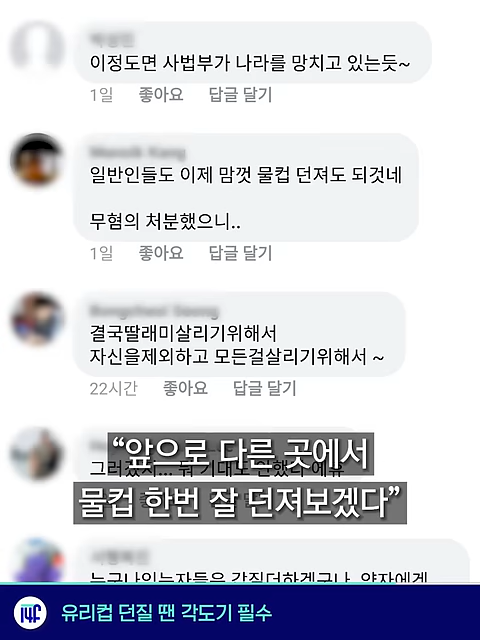 이정도면 사법부가 나라를 망치고 있는듯~
1일 좋아요 답글 달기
일반인들도 이제 맘껏 물컵 던져도 되것네
무혐의 처분했으니..
1일 좋아요 답글 달기
결국딸래미살리기위해서
자신을제외하고 모든걸살리기위해서 ~
22시간 좋아요 답글 달기
“앞으로 다른 곳에서
물컵 한번 잘 던져보겠다”
14F 유리컵 던질 땐 각도기 필수